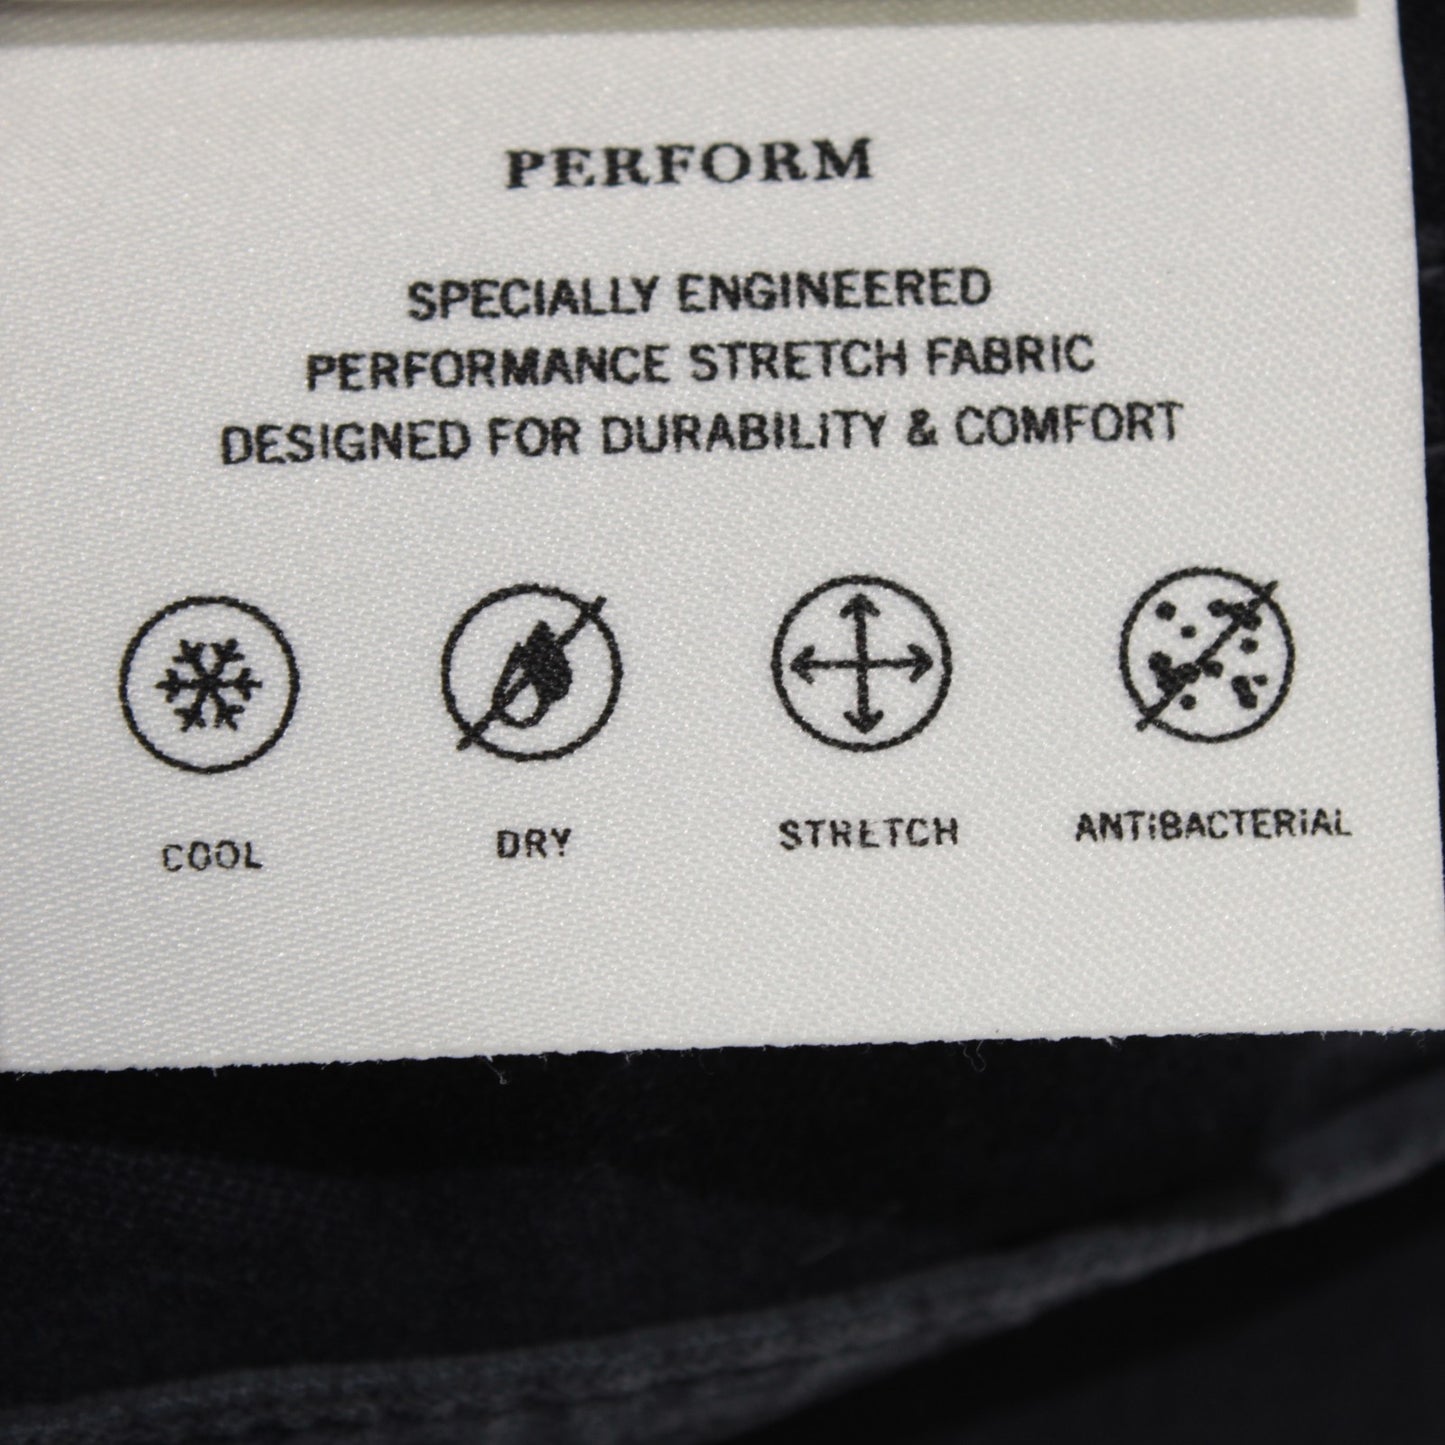 PERFORM
SPECIALLY ENGINEERED
PERFORMANCE STRETCH FABRIC
DESIGNED FOR DURABILITY & COMFORT
COOL
DRY
STRETCH
ANTIBACTERIAL